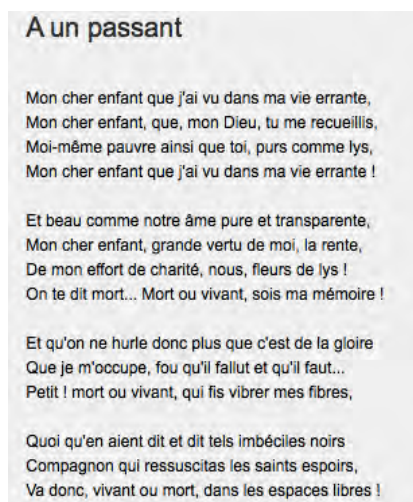 A un passant
Mon cher enfant que j'ai vu dans ma vie errante,
Mon cher enfant, que, mon Dieu, tu me recueillis,
Moi-même pauvre ainsi que toi, purs comme lys,
Mon cher enfant que j'ai vu dans ma vie errante !
Et beau comme notre âme pure et transparente,
Mon cher enfant, grande vertu de moi, la rente,
De mon effort de charité, nous, fleurs de lys !
On te dit mort... Mort ou vivant, sois ma mémoire !
Et qu'on ne hurle donc plus que c'est de la gloire
Que je m'occupe, fou qu'il fallut et qu'il faut...
Petit ! mort ou vivant, qui fis vibrer mes fibres,
Quoi qu'en aient dit et dit tels imbéciles noirs
Compagnon qui ressuscitas les saints espoirs,
Va donc, vivant ou mort, dans les espaces libres !